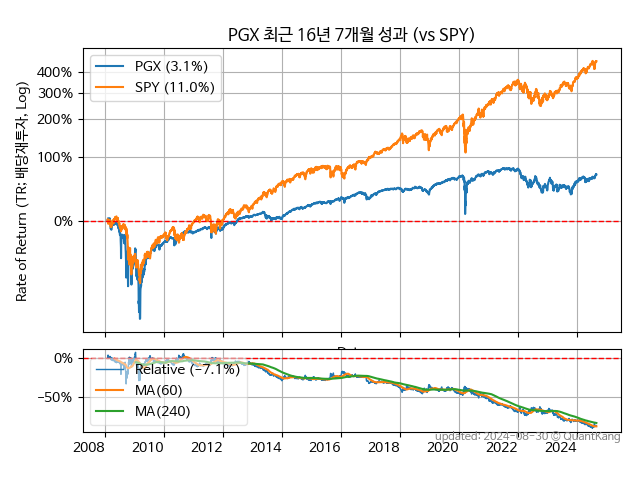 PGX 최근 16년 7개월 성과 (vs SPY)
PGX (3.1%)
SPY (11.0%)
400%
300%
200%
100%
0%
Rate of Return (TR: 배당재투자, Log)
0%
−50%
Relative (−7.1%)
MA(60)
MA(240)
2008 2010 2012 2014 2016 2018 2020 2022 2024
updated: 2024-08-30 © QuantKang